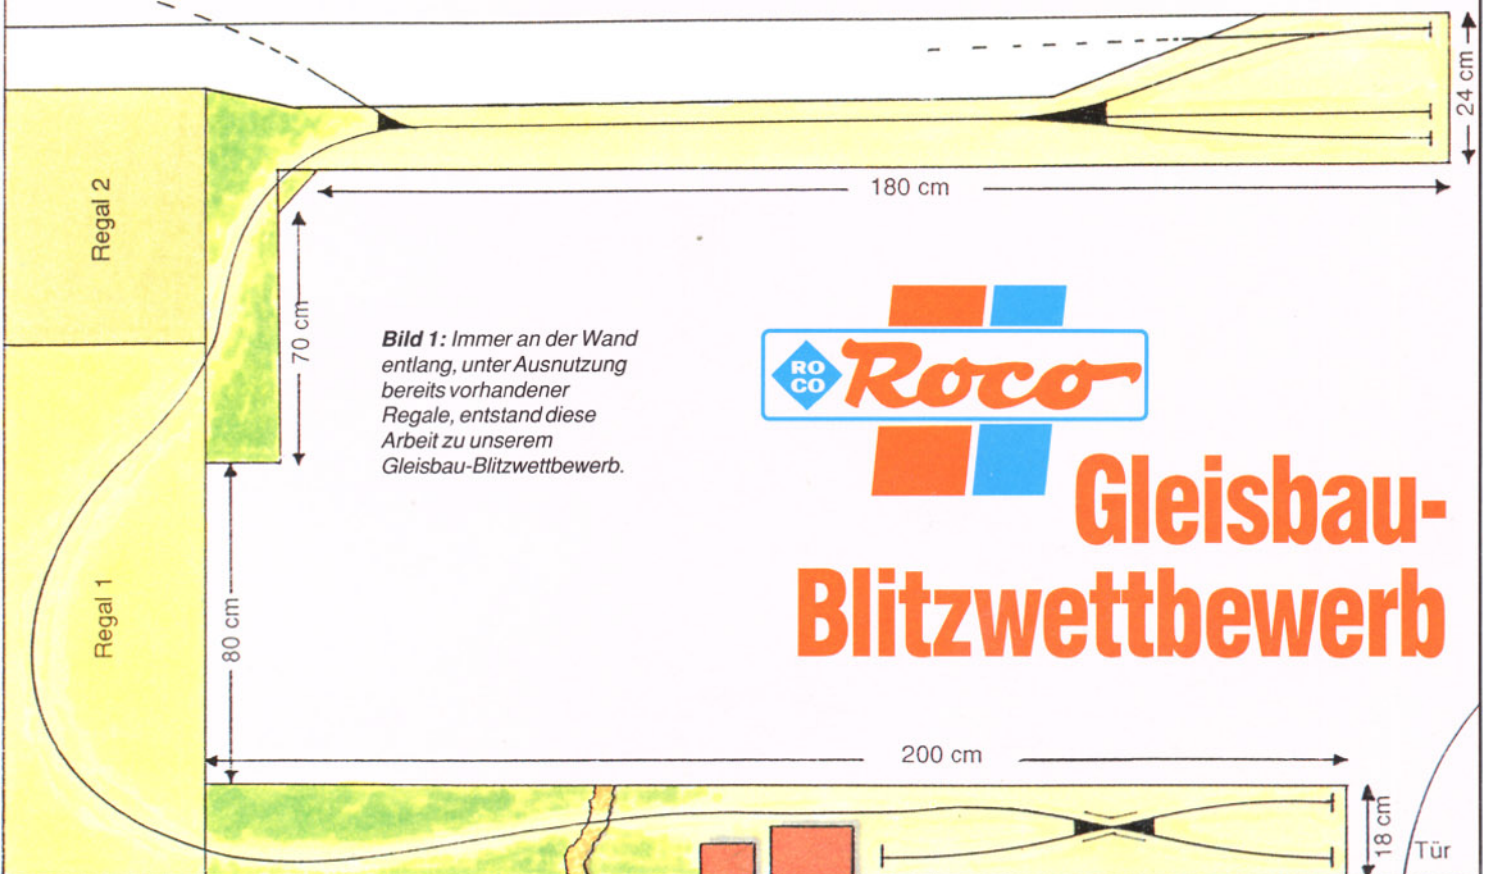 24 cm
180 cm
Regal 2
70 cm
Bild 1: Immer an der Wand
entlang, unter Ausnutzung
bereits vorhandener
Regale, entstand diese
Arbeit zu unserem
Gleisbau-Blitzwettbewerb.
RO
CO
Roco
Gleisbau-
Blitzwettbewerb
Regal 1
80 cm
200 cm
18 cm
Tür